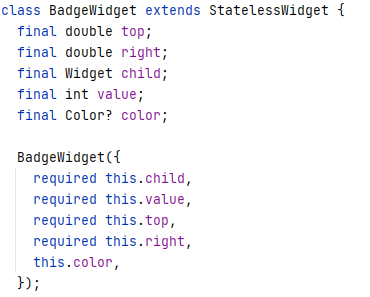 class BadgeWidget extends StatelessWidget {
  final double top;
  final double right;
  final Widget child;
  final int value;
  final Color? color;

  BadgeWidget({
    required this.child,
    required this.value,
    required this.top,
    required this.right,
    this.color,
  });